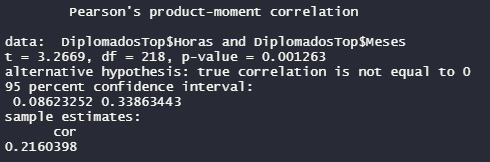 Pearson's product-moment correlation
data:  DiplomadosTop$Horas and DiplomadosTop$Meses
t = 3.2669, df = 218, p-value = 0.001263
alternative hypothesis: true correlation is not equal to 0
95 percent confidence interval:
0.08623252 0.33863443
sample estimates:
cor
0.2160398